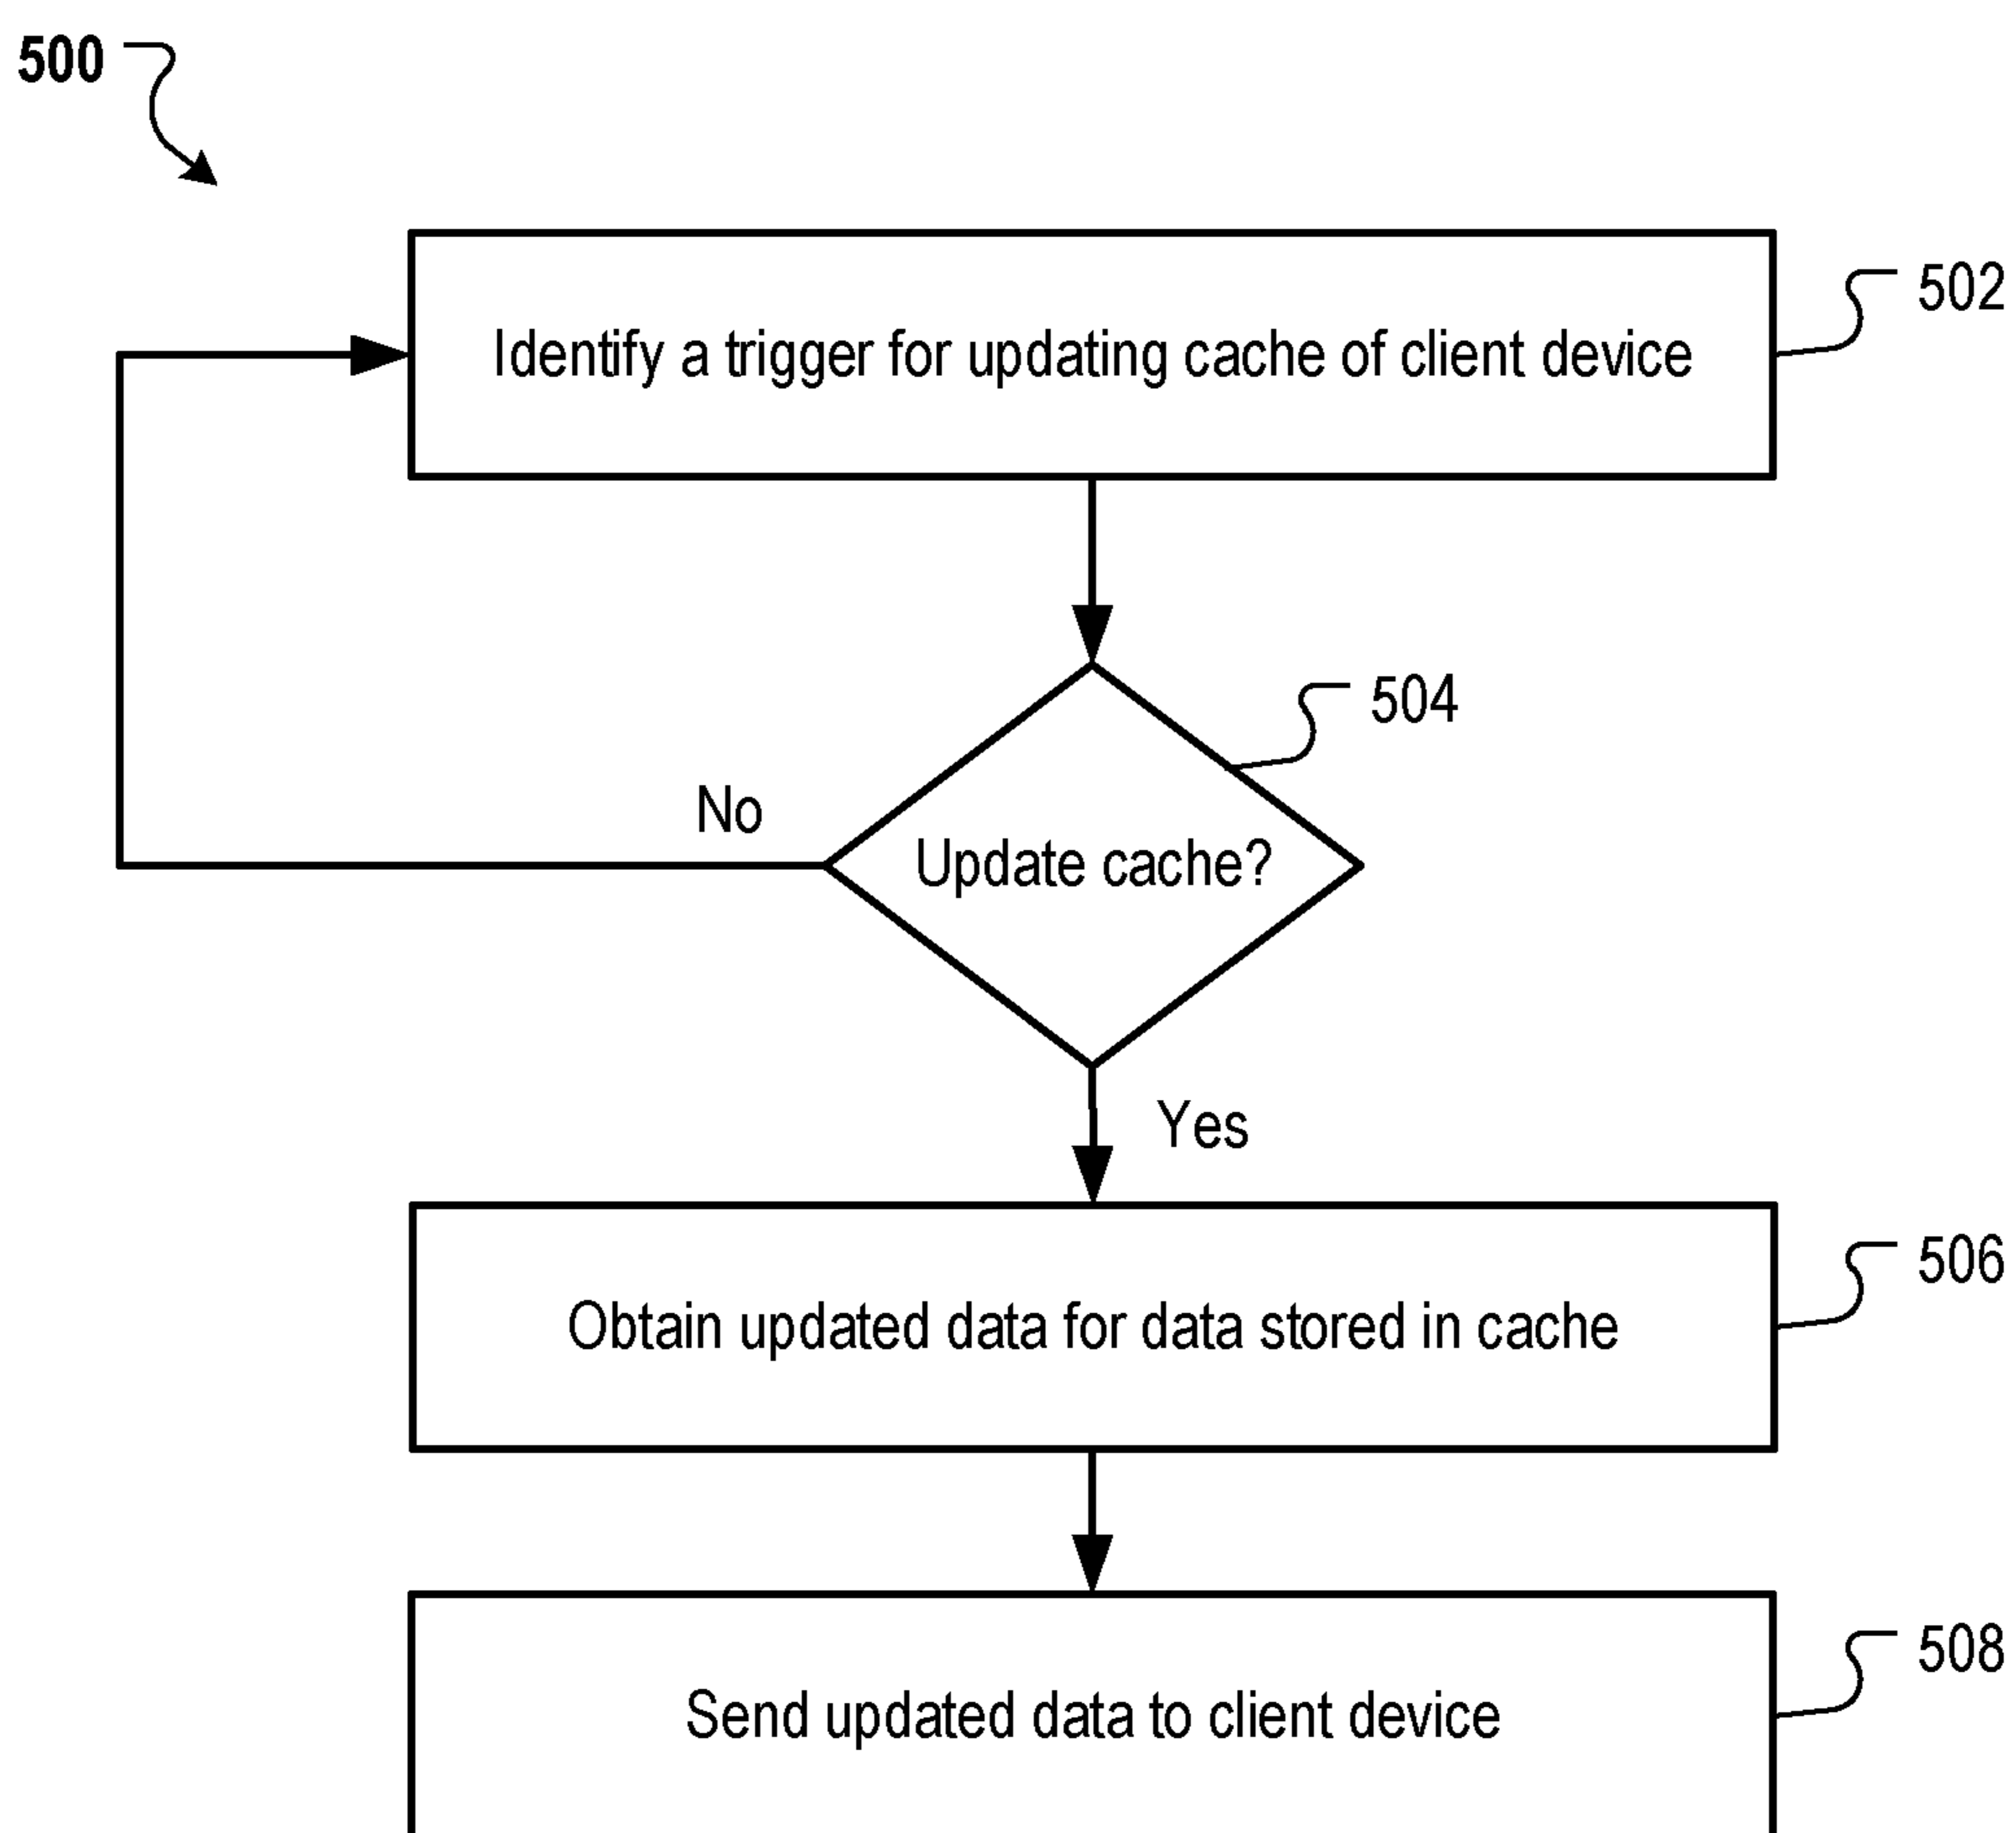 500
Identify a trigger for updating cache of client device
502
504
Update cache?
No
Yes
Obtain updated data for data stored in cache
506
Send updated data to client device
508